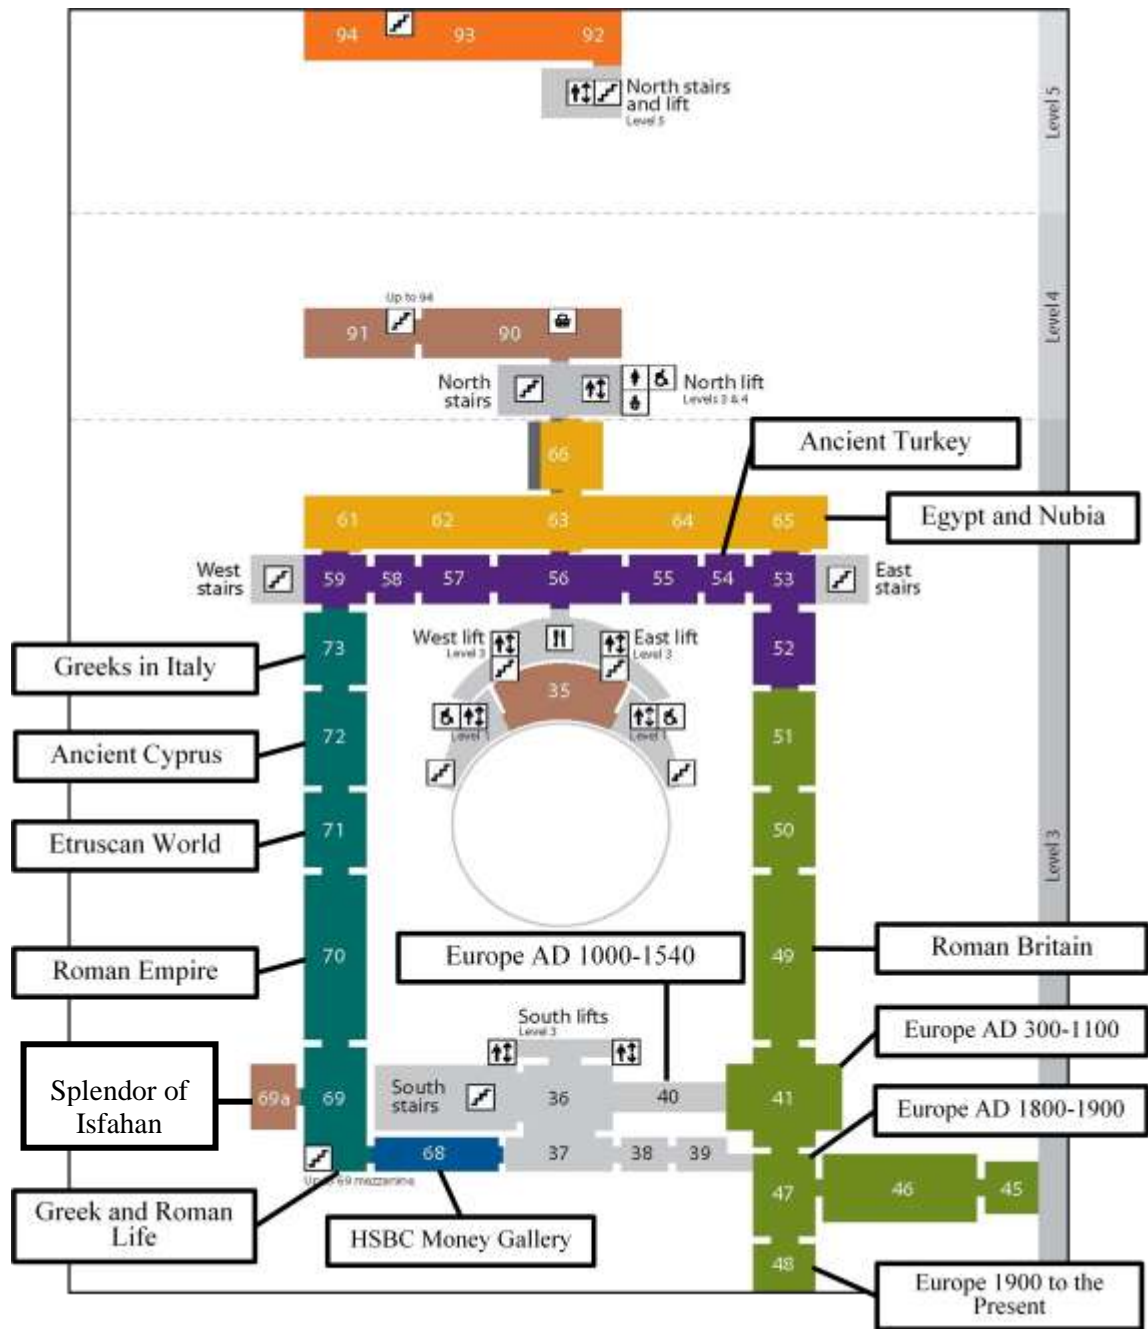 94
93
92
North stairs
and lift
Level 5
Level 5
Level 4
Up to 94
91
90
North
stairs
North lift
Levels 3 & 4
66
Ancient Turkey
Egypt and Nubia
61
62
63
64
65
West
stairs
59
58
57
56
55
54
53
East
stairs
West lift
Level 3
East lift
Level 3
73
52
Greeks in Italy
35
Level 1
Level 1
72
51
Ancient Cyprus
71
50
Etruscan World
Level 3
Europe AD 1000-1540
70
49
Roman Empire
Roman Britain
South lifts
Level 3
Europe AD 300-1100
Splendor of
Isfahan
69a
69
South
stairs
36
40
41
Europe AD 1800-1900
68
37
38
39
Up to 69 mezzanine
47
46
45
Greek and Roman
Life
HSBC Money Gallery
48
Europe 1900 to the
Present